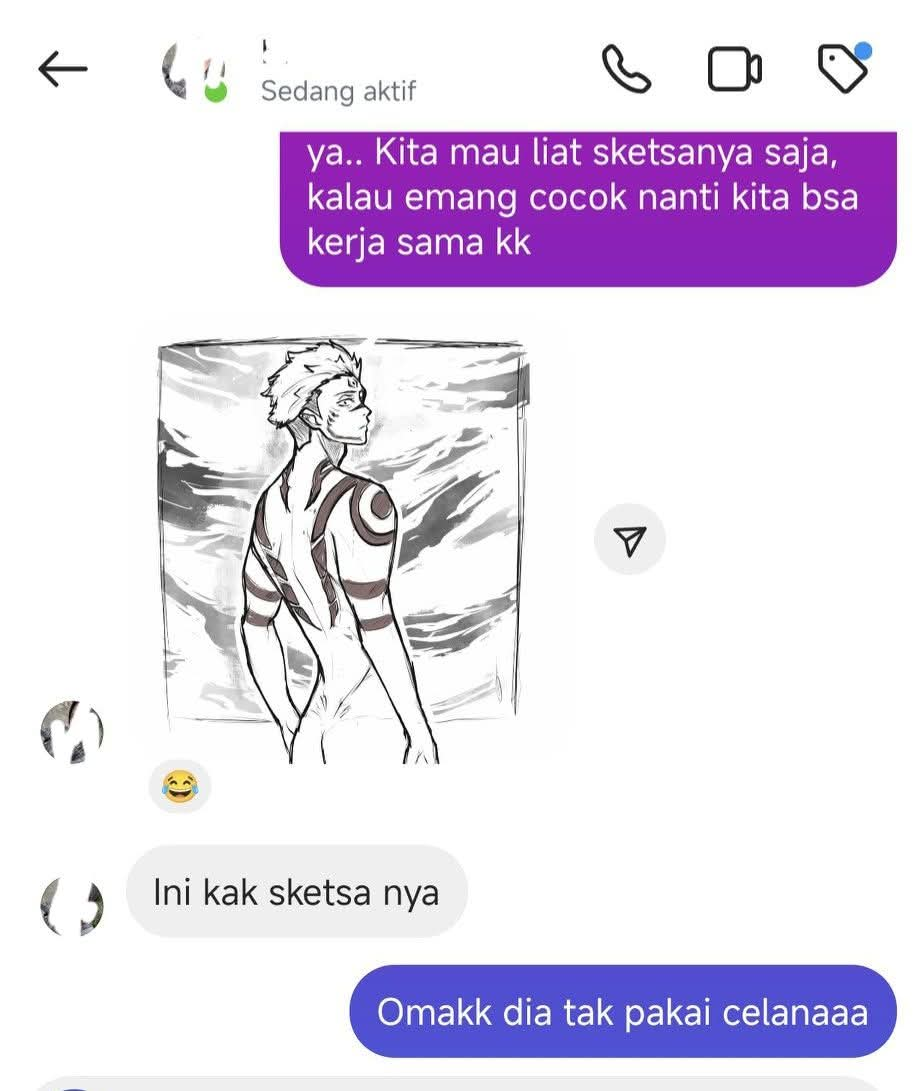 Sedang aktif
ya.. Kita mau liat sketsanya saja,
kalau emang cocok nanti kita bsa
kerja sama kk
Ini kak sketsa nya
Omakk dia tak pakai celanaaa